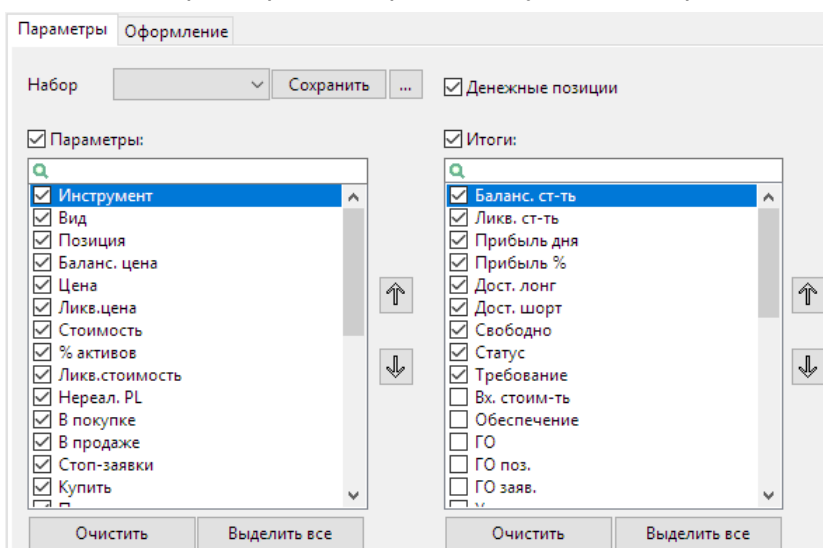 Параметры Оформление
Набор Сохранить ... Денежные позиции
Параметры:
Инструмент
Вид
Позиция
Баланс. цена
Цена
Ликв.цена
Стоимость
% активов
Ликв.стоимость
Нереал. PL
В покупке
В продаже
Стоп-заявки
Купить
Очистить Выделить все
Итоги:
Баланс. ст-ть
Ликв. ст-ть
Прибыль дня
Прибыль %
Дост. лонг
Дост. шорт
Свободно
Статус
Требование
Вх. стоим-ть
Обеспечение
ГО
ГО поз.
ГО заяв.
Очистить Выделить все